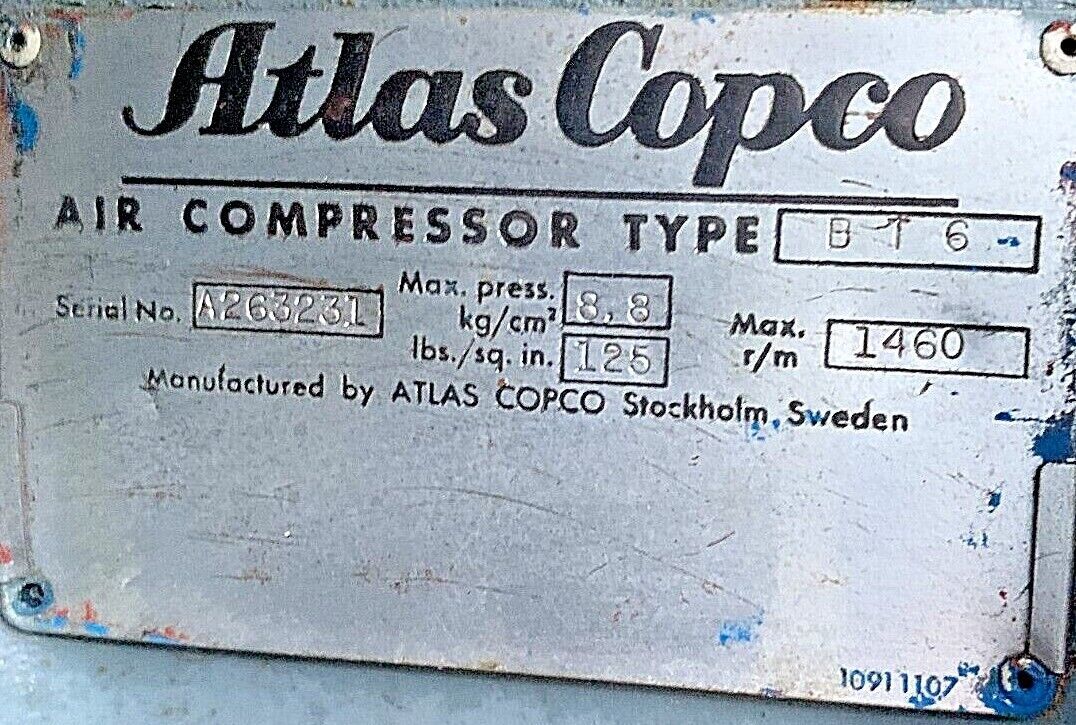 Atlas Copco
AIR COMPRESSOR TYPE B T 6
Serial No. A263231 Max. press. kg/cm² 8,8 Max. r/m 1460
lbs./sq. in. 125
Manufactured by ATLAS COPCO Stockholm, Sweden
10911107